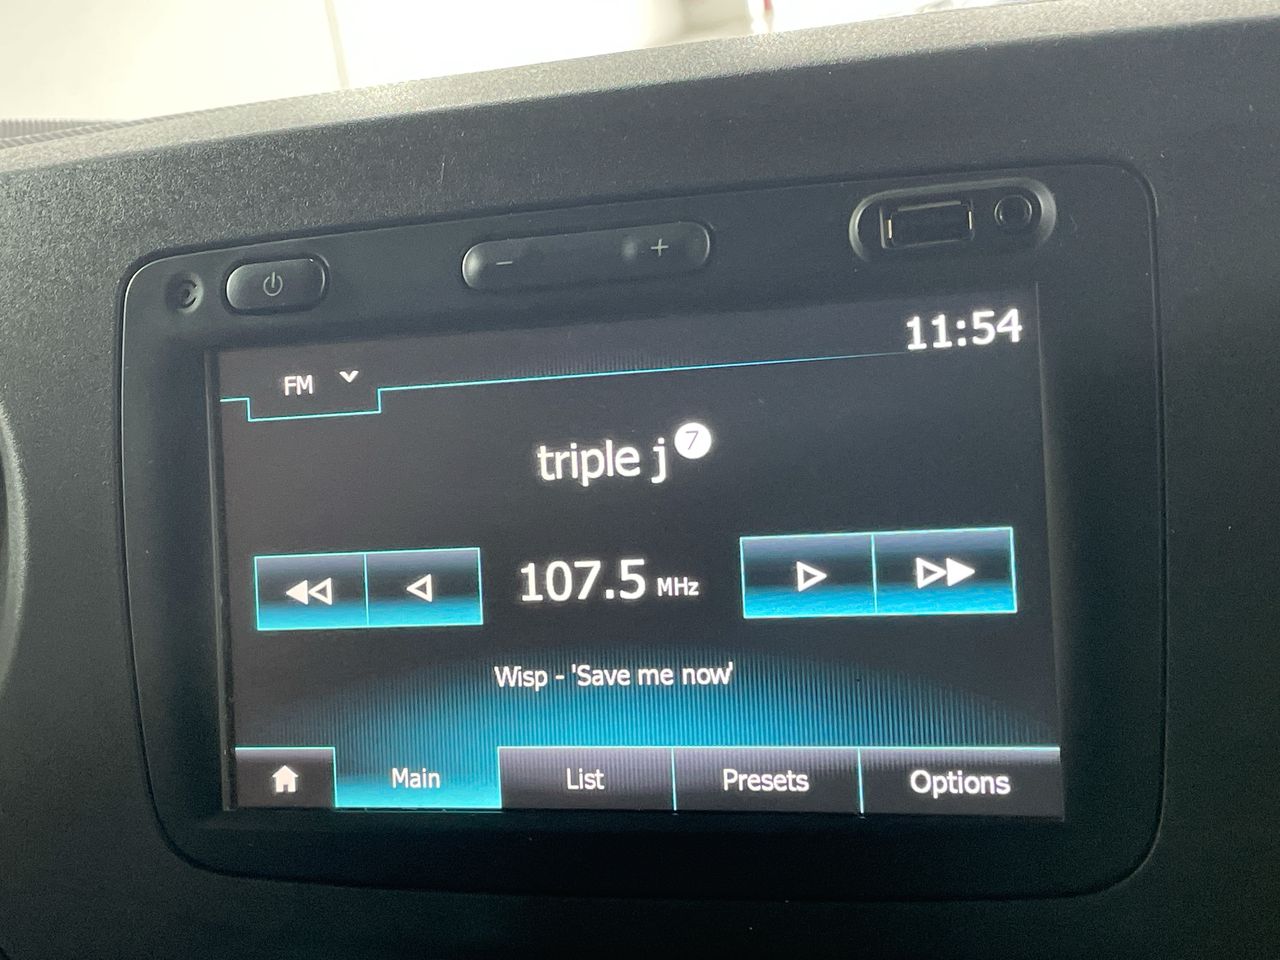 11:54
FM
triple j 7
107.5 MHz
Wisp - 'Save me now'
Main List Presets Options